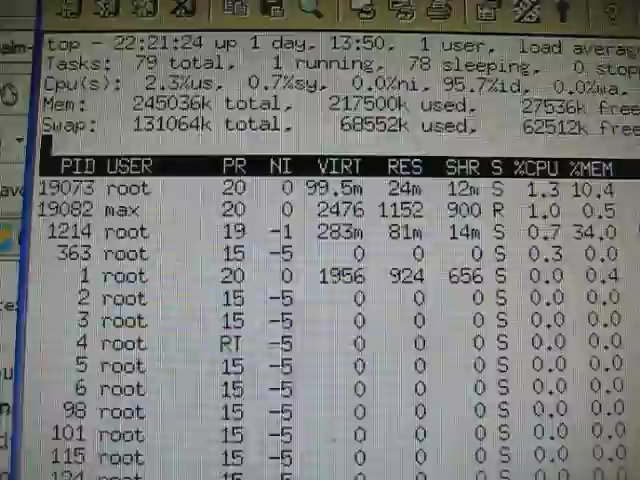 top - 22:21:24 up 1 day, 13:50, 1 user, load averag
Tasks: 79 total, 1 running, 78 sleeping, 0 stop
Cpu(s): 2.3%us, 0.7%sy, 0.0%ni, 95.7%id, 0.0%wa,
Mem: 245036k total, 217500k used, 27536k free
Swap: 131064k total, 68552k used, 62512k free
PID USER PR NI VIRT RES SHR S %CPU %MEM
19073 root 20 0 99.5m 24m 12m S 1.3 10.4
19082 max 20 0 2476 1152 900 R 1.0 0.5
1214 root 19 -1 283m 81m 14m S 0.7 34.0
363 root 15 -5 0 0 0 S 0.3 0.0
1 root 20 0 1956 924 656 S 0.0 0.4
2 root 15 -5 0 0 0 S 0.0 0.0
3 root 15 -5 0 0 0 S 0.0 0.0
4 root RT -5 0 0 0 S 0.0 0.0
5 root 15 -5 0 0 0 S 0.0 0.0
6 root 15 -5 0 0 0 S 0.0 0.0
98 root 15 -5 0 0 0 S 0.0 0.0
101 root 15 -5 0 0 0 S 0.0 0.0
115 root 15 -5 0 0 0 S 0.0 0.0